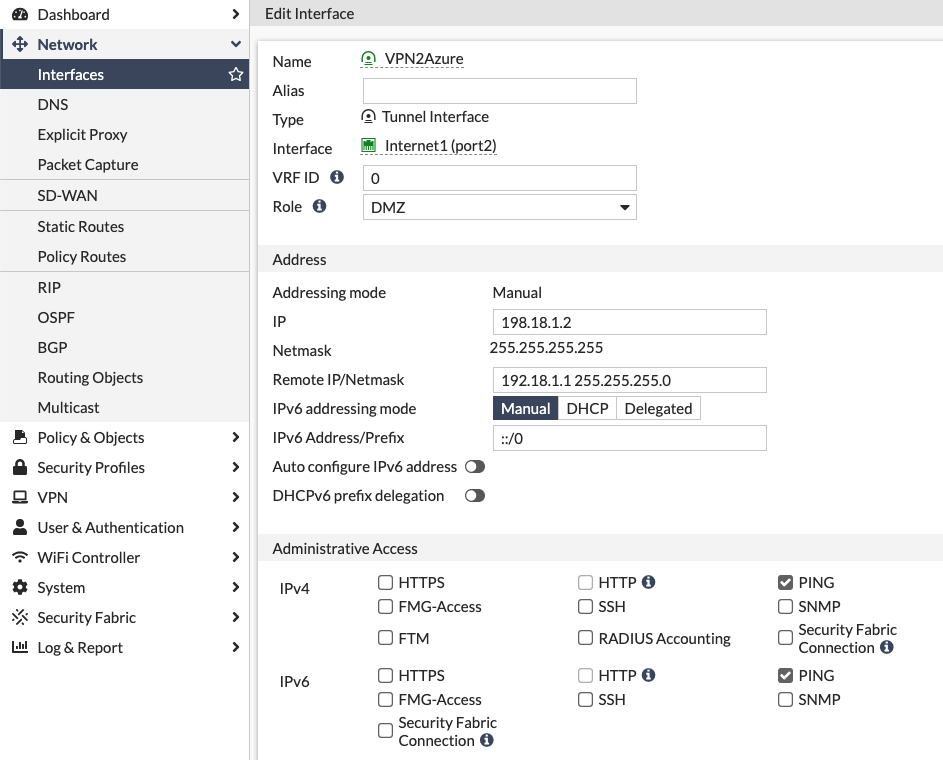 Dashboard
Network
Interfaces
DNS
Explicit Proxy
Packet Capture
SD-WAN
Static Routes
Policy Routes
RIP
OSPF
BGP
Routing Objects
Multicast
Policy & Objects
Security Profiles
VPN
User & Authentication
WiFi Controller
System
Security Fabric
Log & Report
Edit Interface
Name VPN2Azure
Alias
Type Tunnel Interface
Interface Internet1 (port2)
VRF ID 0
Role DMZ
Address
Addressing mode Manual
IP 198.18.1.2
Netmask 255.255.255.255
Remote IP/Netmask 192.18.1.1 255.255.255.0
IPv6 addressing mode Manual DHCP Delegated
IPv6 Address/Prefix ::/0
Auto configure IPv6 address
DHCPv6 prefix delegation
Administrative Access
IPv4 HTTPS HTTP PING
FMG-Access SSH SNMP
FTM RADIUS Accounting Security Fabric
Connection
IPv6 HTTPS HTTP PING
FMG-Access SSH SNMP
Security Fabric
Connection